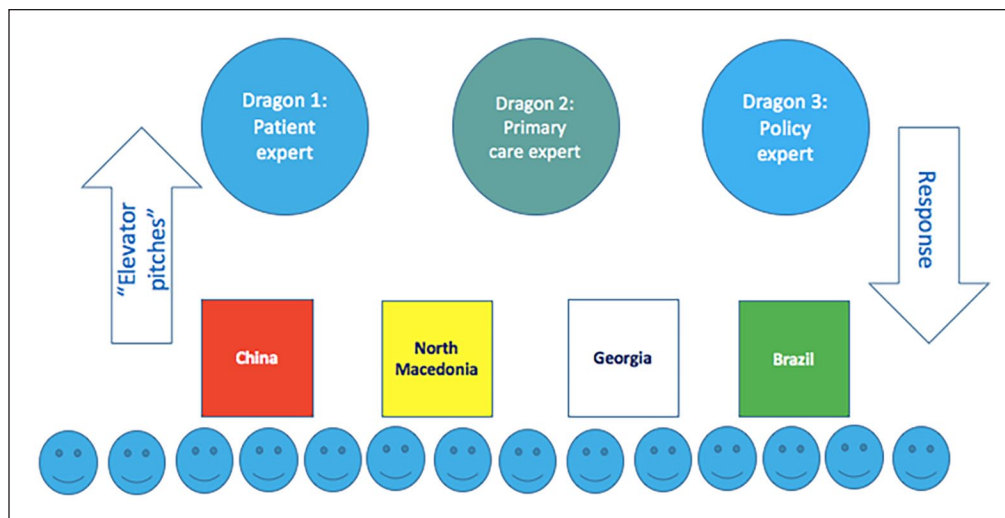 Dragon 1:
Patient
expert
Dragon 2:
Primary
care expert
Dragon 3:
Policy
expert
“Elevator
pitches”
Response
China
North
Macedonia
Georgia
Brazil